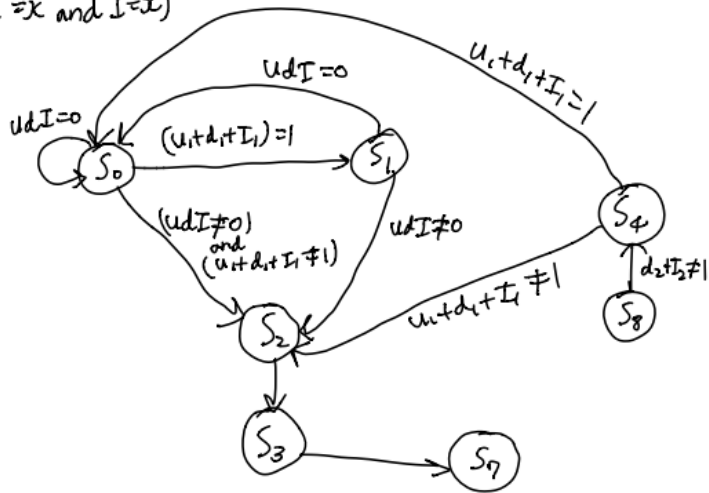 =x and I=x)
u₁+d₁+I₁=1
UdI=0
UdI=0
(u₁+d₁+I₁)=1
S₀
S₁
S₄
(UdI≠0)
and
(u₁+d₁+I₁≠1)
udI≠0
d₂+I₂≠1
u₁+d₁+I₁≠1
S₈
S₂
S₃
S₇